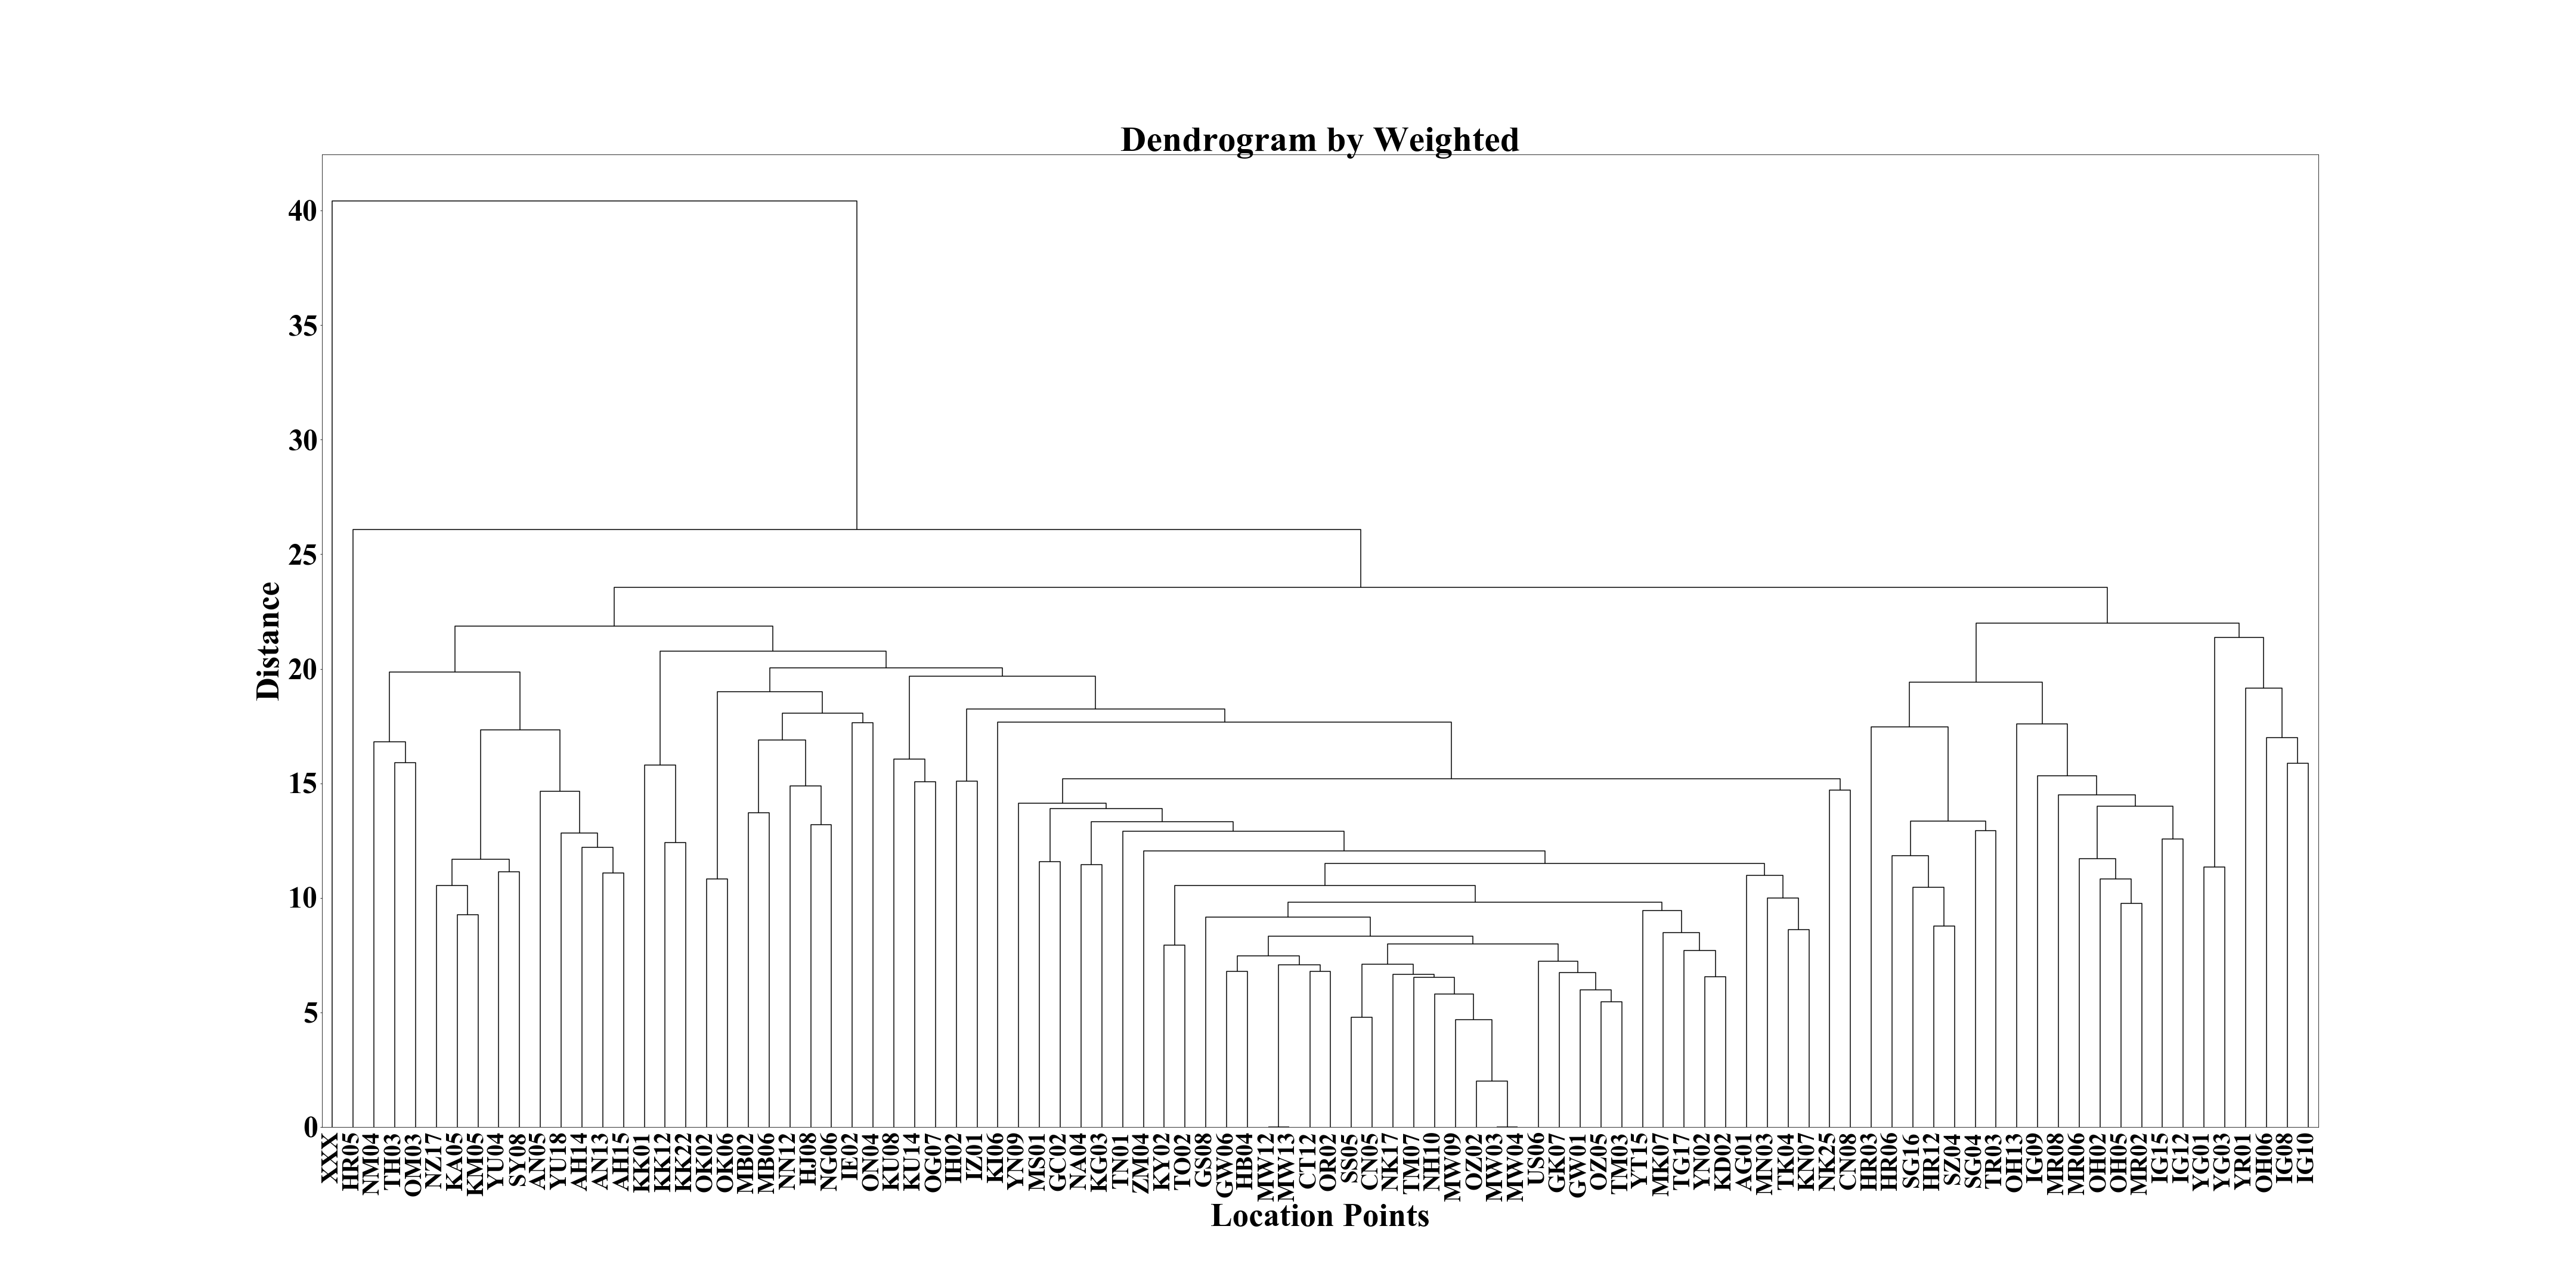 Dendrogram by Weighted
40
35
30
25
20
15
10
5
0
Distance
XXX
HR05
NM04
TH03
OM03
NZ17
KA05
KM05
YU04
SY08
AN05
YU18
AH14
AN13
AH15
KK01
KK12
KK22
OK02
OK06
MB02
MB06
NN12
HJ08
NG06
IE02
ON04
KU08
KU14
OG07
IH02
IZ01
KI06
YN09
MS01
GC02
NA04
KG03
TN01
ZM04
KY02
TO02
GS08
GW06
HB04
MW12
MW13
CT12
OR02
SS05
CN05
NK17
TM07
NH10
MW09
OZ02
MW03
MW04
US06
GK07
GW01
OZ05
TM03
YT15
MK07
TG17
YN02
KD02
AG01
MN03
TK04
KN07
NK25
CN08
HR03
HR06
SG16
HR12
SZ04
SG04
TR03
OH13
IG09
MR08
MR06
OH02
OH05
MR02
IG15
IG12
YG01
YG03
YR01
OH06
IG08
IG10
Location Points